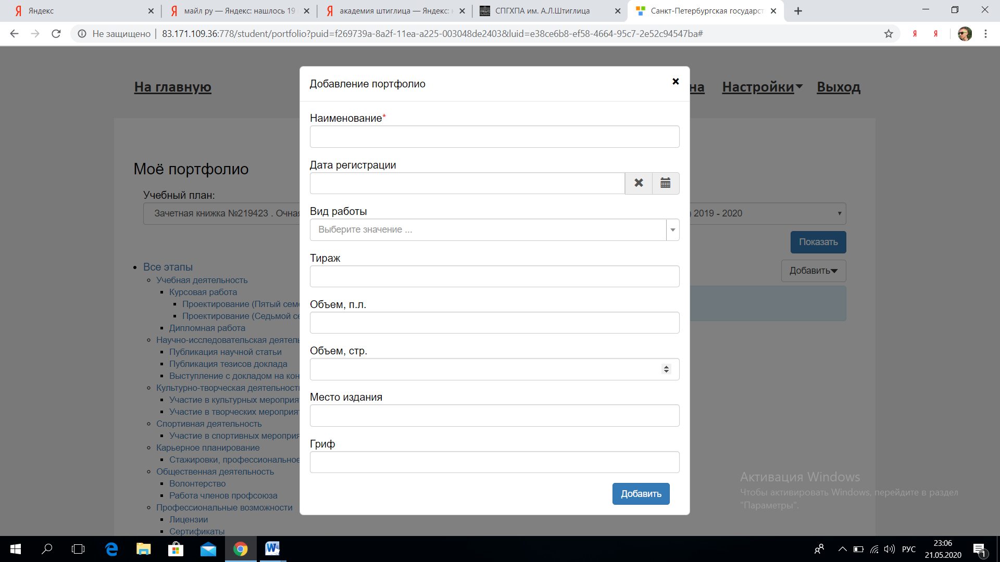 Яндекс
майл ру — Яндекс: нашлось 19
академия штиглица — Яндекс:
СПГХПА им. А.Л.Штиглица
Санкт-Петербургская государст
Не защищено
83.171.109.36:778/student/portfolio?puid=f269739a-8a2f-11ea-a225-003048de2403&luid=e38ce6b8-ef58-4664-95c7-2e52c94547ba#
На главную
на
Настройки
Выход
Моё портфолио
Учебный план:
Зачетная книжка №219423 . Очная
) 2019 - 2020
Показать
Добавить
Все этапы
Учебная деятельность
Курсовая работа
Проектирование (Пятый семе
Проектирование (Седьмой се
Дипломная работа
Научно-исследовательская деятель
Публикация научной статьи
Публикация тезисов доклада
Выступление с докладом на кон
Культурно-творческая деятельность
Участие в культурных мероприят
Участие в творческих мероприят
Спортивная деятельность
Участие в спортивных мероприя
Карьерное планирование
Стажировки, профессиональное
Общественная деятельность
Волонтерство
Работа членов профсоюза
Профессиональные возможности
Лицензии
Сертификаты
Добавление портфолио
Наименование*
Дата регистрации
Вид работы
Выберите значение ...
Тираж
Объем, п.л.
Объем, стр.
Место издания
Гриф
Добавить
Активация Windows
Чтобы активировать Windows, перейдите в раздел
"Параметры".
РУС
23:06
21.05.2020
1